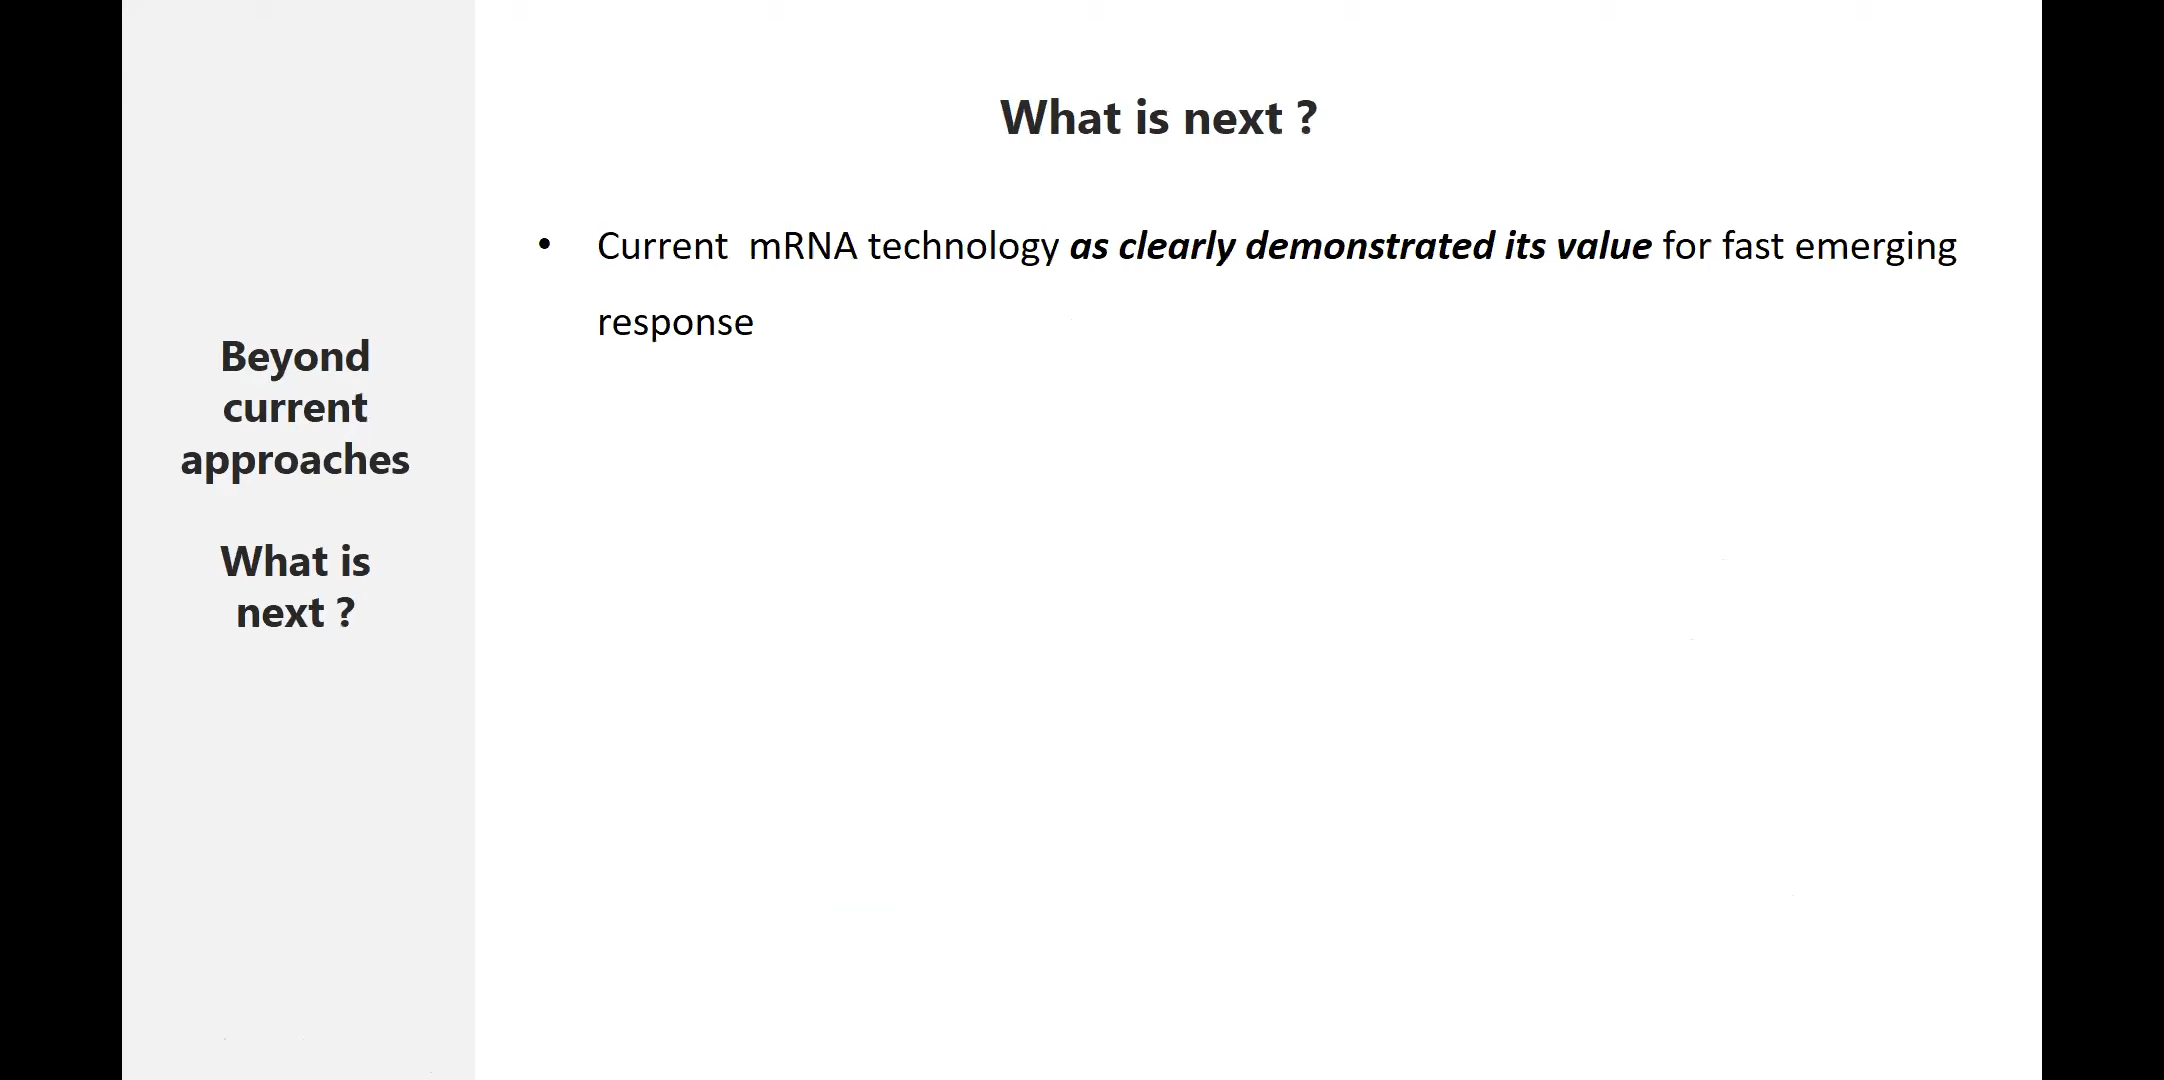 Beyond
current
approaches
What is
next ?
What is next ?
• Current  mRNA technology as clearly demonstrated its value for fast emerging
response